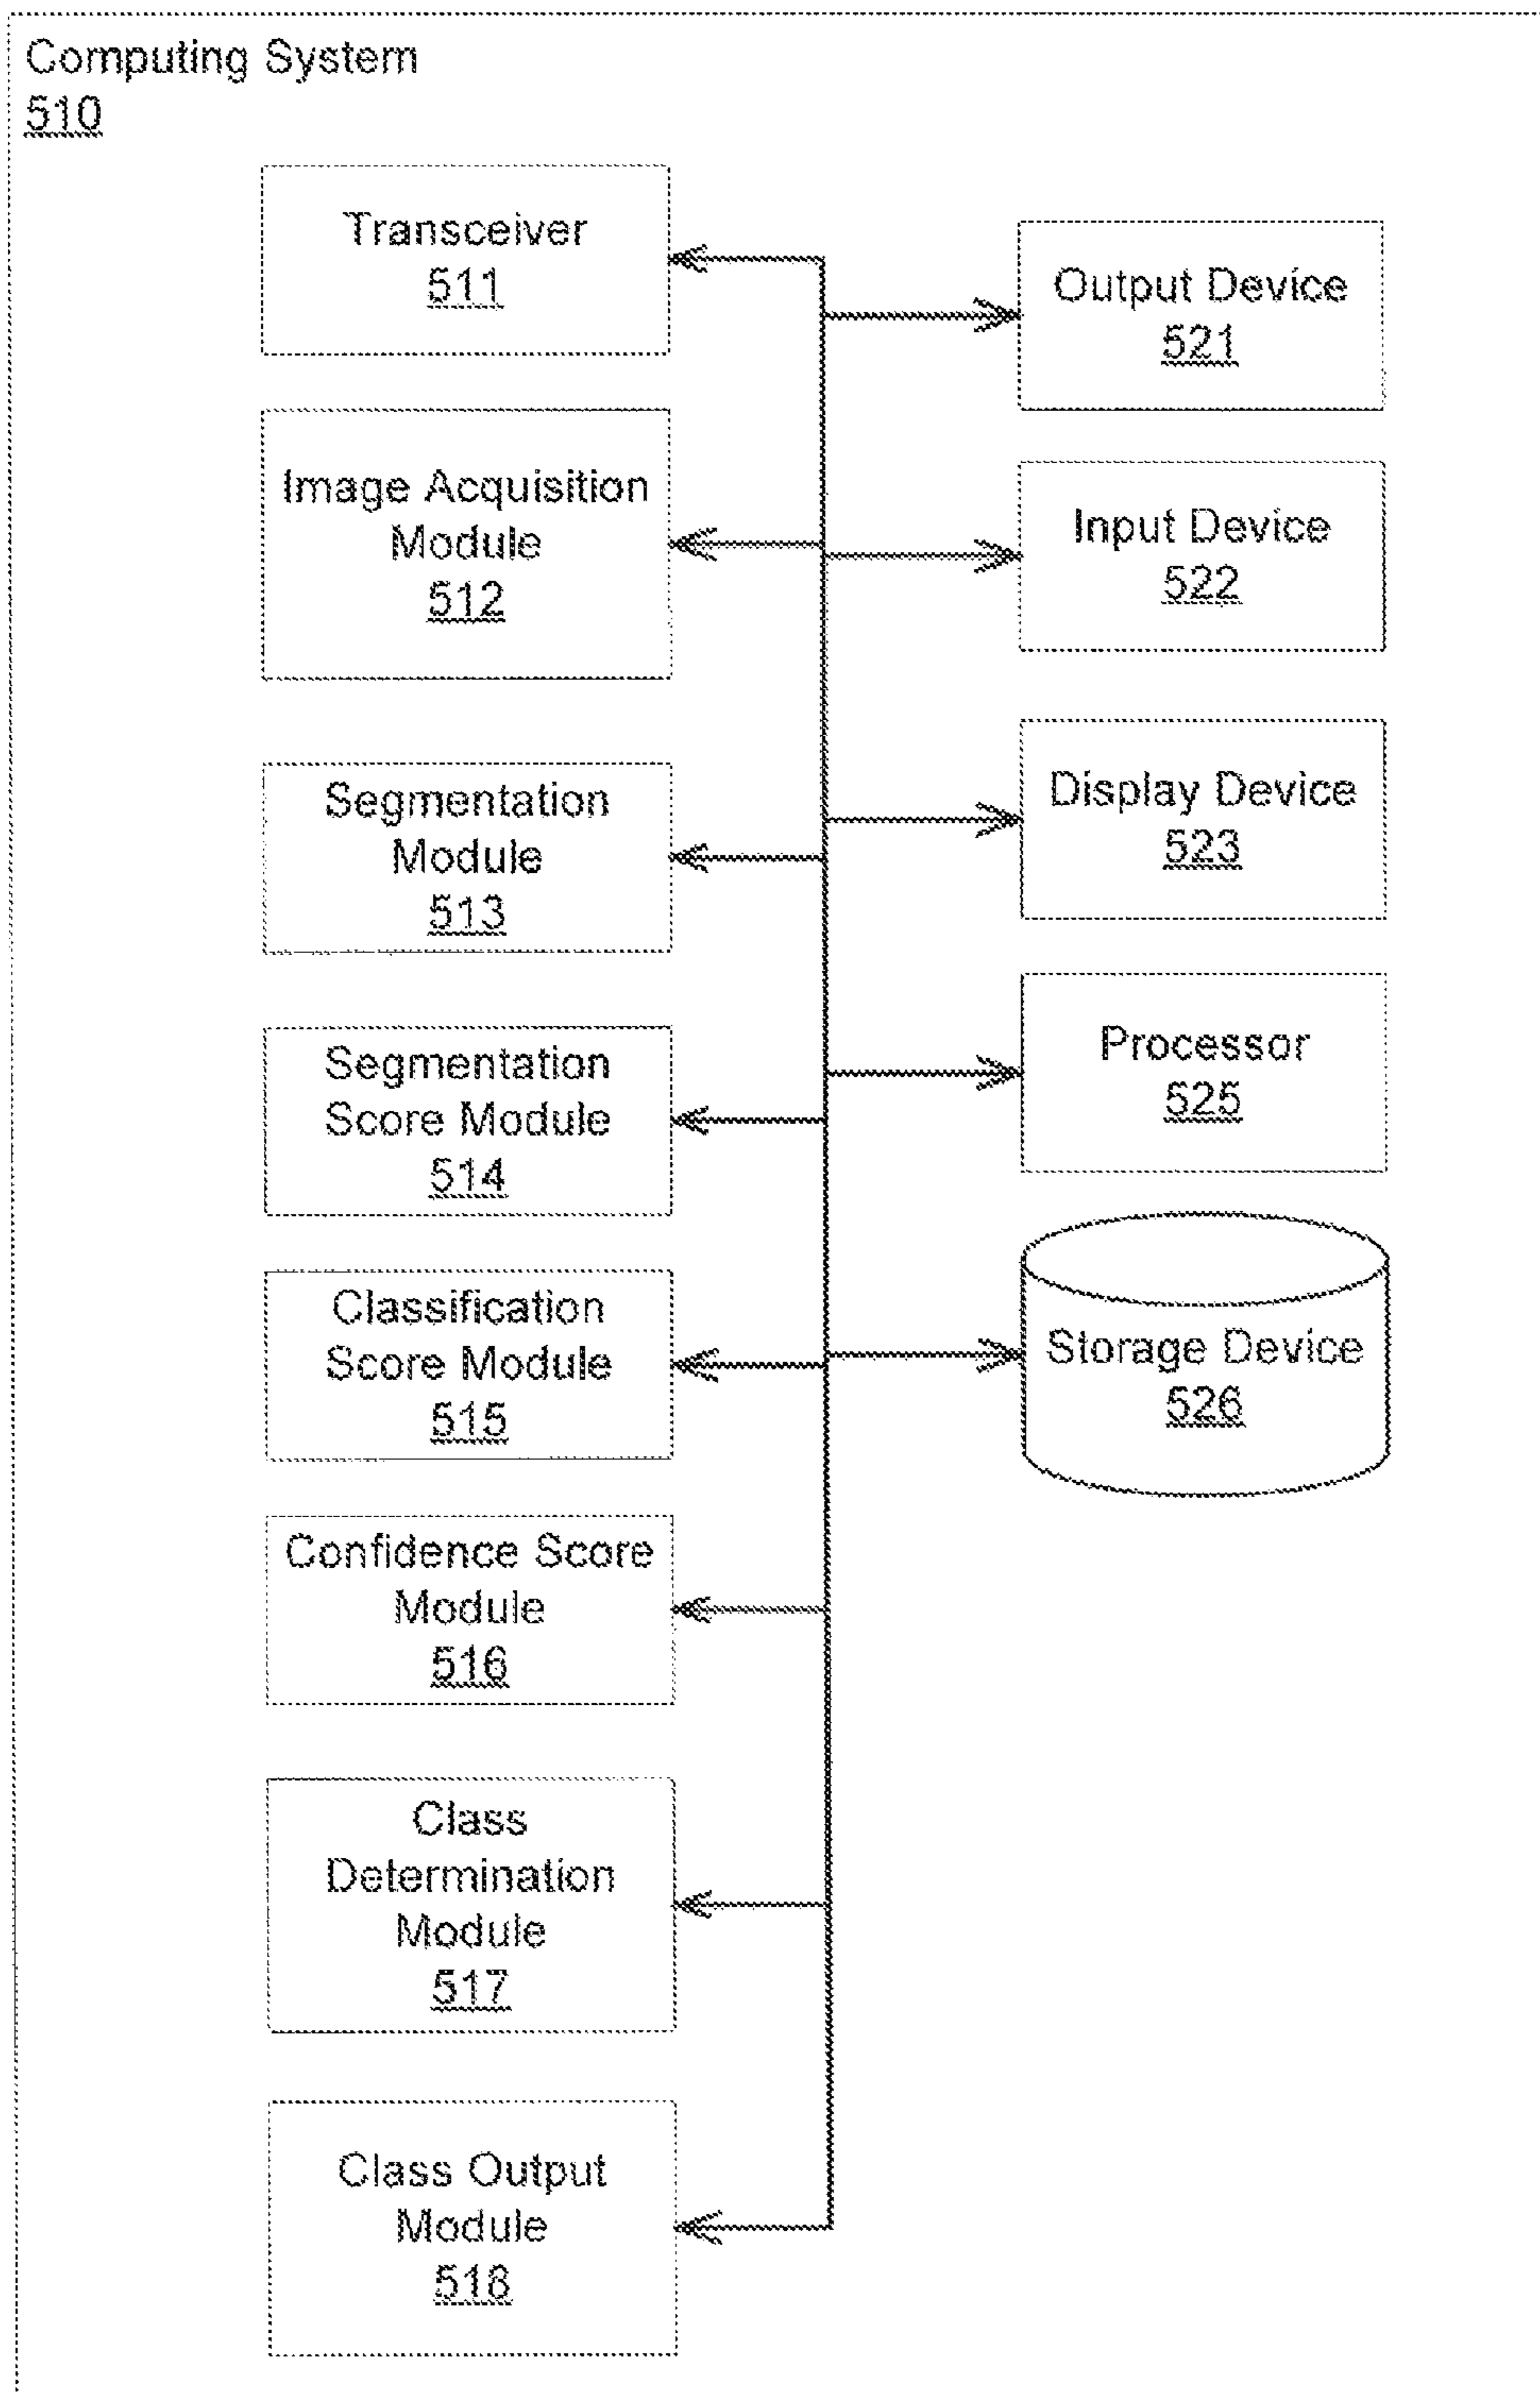 Computing System
510
Transceiver
511
Image Acquisition
Module
512
Segmentation
Module
513
Segmentation
Score Module
514
Classification
Score Module
515
Confidence Score
Module
516
Class
Determination
Module
517
Class Output
Module
518
Output Device
521
Input Device
522
Display Device
523
Processor
525
Storage Device
526